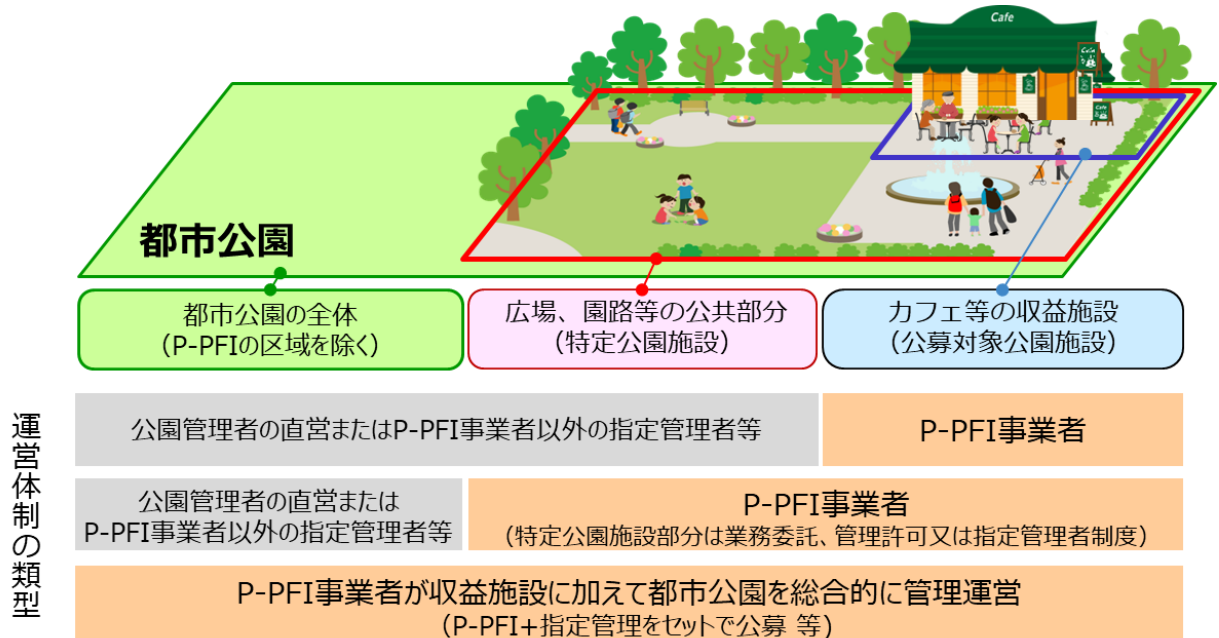 Cafe
Cafe
Cafe
都市公園
都市公園の全体
(P-PFIの区域を除く)
広場、園路等の公共部分
(特定公園施設)
カフェ等の収益施設
(公募対象公園施設)
運営体制の類型
公園管理者の直営またはP-PFI事業者以外の指定管理者等
P-PFI事業者
公園管理者の直営または
P-PFI事業者以外の指定管理者等
P-PFI事業者
(特定公園施設部分は業務委託、管理許可又は指定管理者制度)
P-PFI事業者が収益施設に加えて都市公園を総合的に管理運営
(P-PFI+指定管理をセットで公募 等)